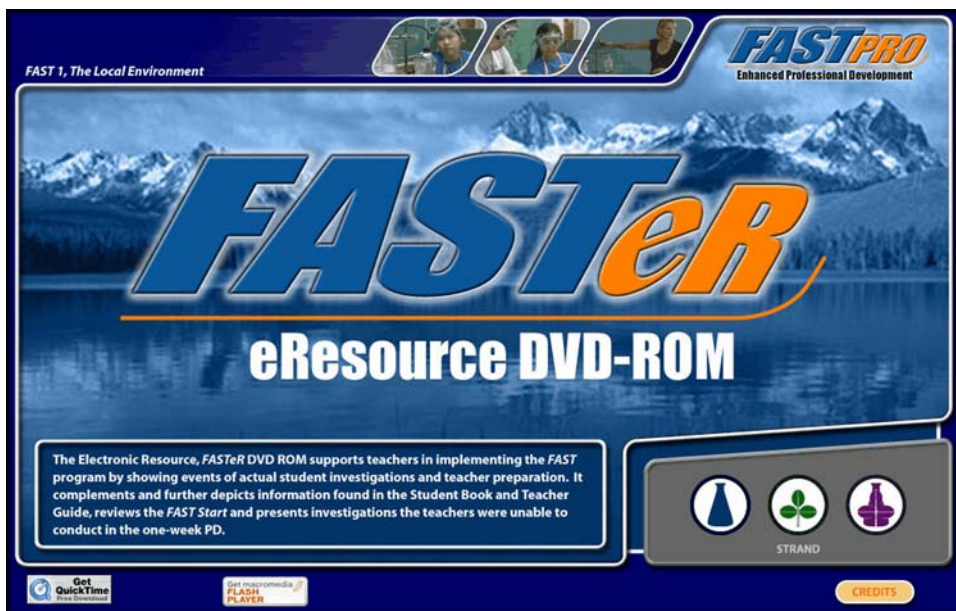 FAST 1, The Local Environment
FASTPRO
Enhanced Professional Development
FASTeR
eResource DVD-ROM
The Electronic Resource, FASTeR DVD ROM supports teachers in implementing the FAST
program by showing events of actual student investigations and teacher preparation. It
complements and further depicts information found in the Student Book and Teacher
Guide, reviews the FAST Start and presents investigations the teachers were unable to
conduct in the one-week PD.
STRAND
Get
QuickTime
Free Download
Get macromedia
FLASH
PLAYER
CREDITS